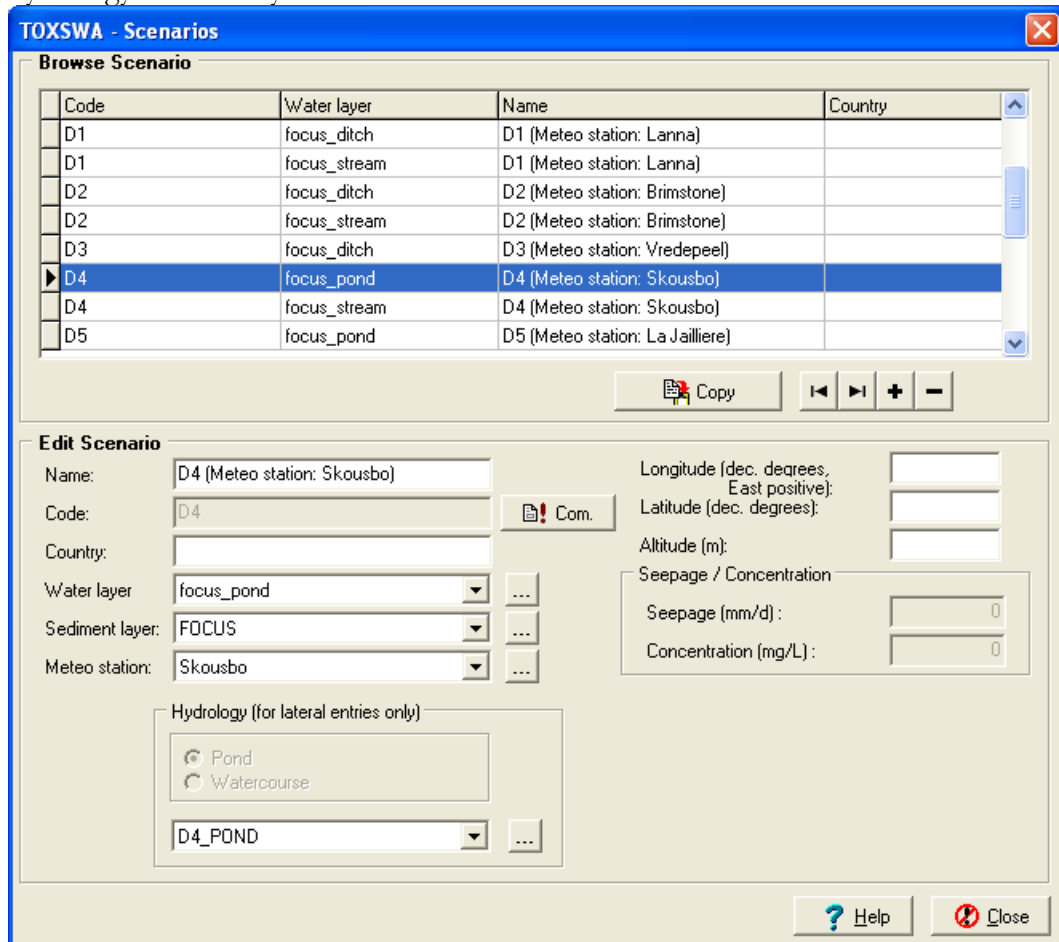 TOXSWA - Scenarios
Browse Scenario
Code Water layer Name Country
D1 focus_ditch D1 (Meteo station: Lanna)
D1 focus_stream D1 (Meteo station: Lanna)
D2 focus_ditch D2 (Meteo station: Brimstone)
D2 focus_stream D2 (Meteo station: Brimstone)
D3 focus_ditch D3 (Meteo station: Vredepeel)
D4 focus_pond D4 (Meteo station: Skousbo)
D4 focus_stream D4 (Meteo station: Skousbo)
D5 focus_pond D5 (Meteo station: La Jailliere)
Copy
Edit Scenario
Name: D4 (Meteo station: Skousbo)
Code: D4 Com.
Country:
Water layer focus_pond ...
Sediment layer: FOCUS ...
Meteo station: Skousbo ...
Hydrology (for lateral entries only)
Pond
Watercourse
D4_POND ...
Longitude (dec. degrees,
East positive):
Latitude (dec. degrees):
Altitude (m):
Seepage / Concentration
Seepage (mm/d) : 0
Concentration (mg/L) : 0
Help Close